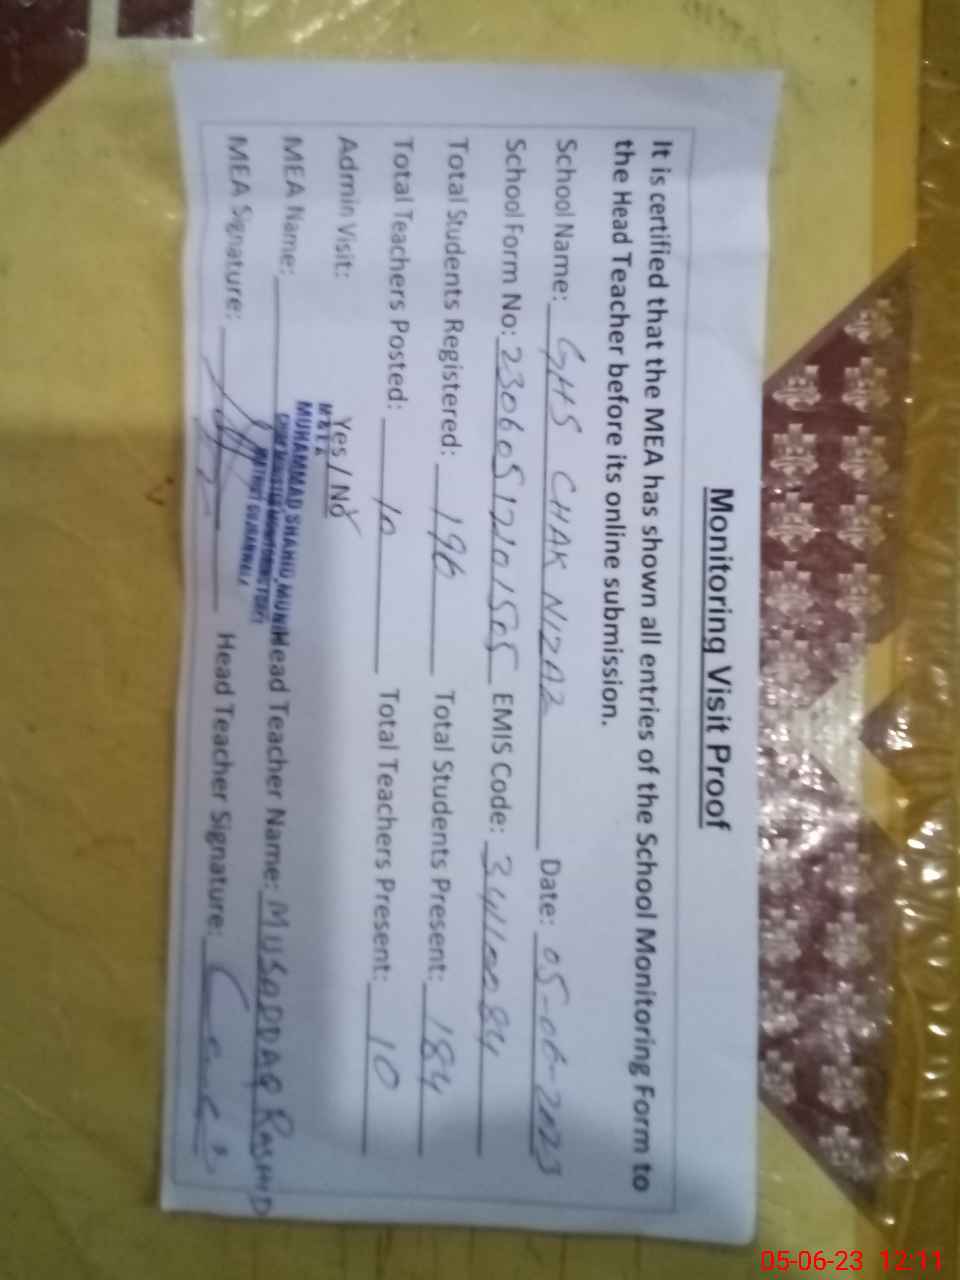 Monitoring Visit Proof
It is certified that the MEA has shown all entries of the School Monitoring Form to
the Head Teacher before its online submission.
School Name: GHS CHAK NIZAZ Date: 05-06-2023
School Form No: 230605121201505 EMIS Code: 34110084
Total Students Registered: 196 Total Students Present: 184
Total Teachers Posted: 10 Total Teachers Present: 10
Admin Visit: Yes / No
MEA Name: MUHAMMAD SHAHID MUNIR Head Teacher Name: MUSADDAQ RASHID
MEA Signature: Head Teacher Signature:
05-06-23 12:11